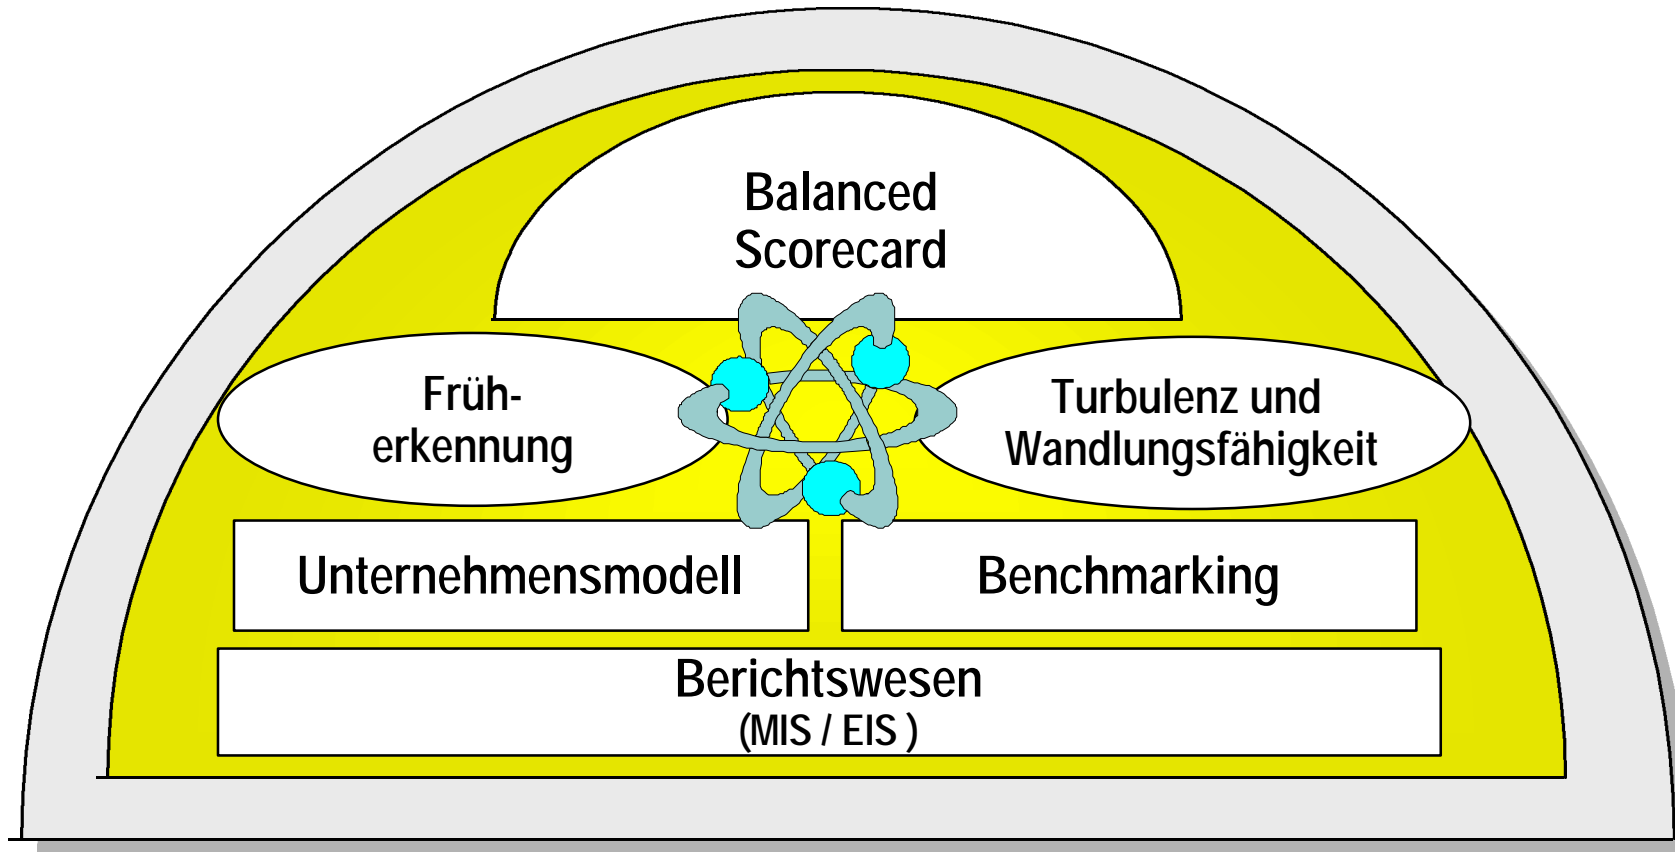 Balanced
Scorecard
Früh-
erkennung
Turbulenz und
Wandlungsfähigkeit
Unternehmensmodell
Benchmarking
Berichtswesen
(MIS / EIS )